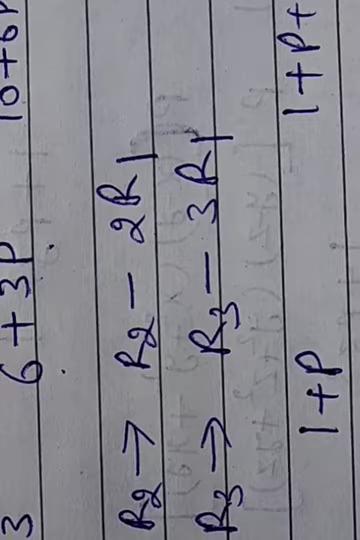 3 6+3P 10+6P
R2 → R2 – 2R1
R3 → R3 – 3R1
1+P 1+P+